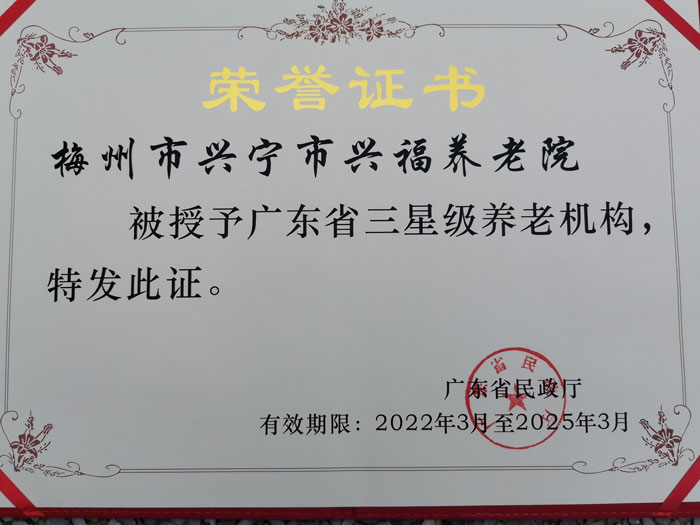 荣誉证书
梅州市兴宁市兴福养老院
被授予广东省三星级养老机构，
特发此证。
广东省民政厅
有效期限：2022年3月至2025年3月